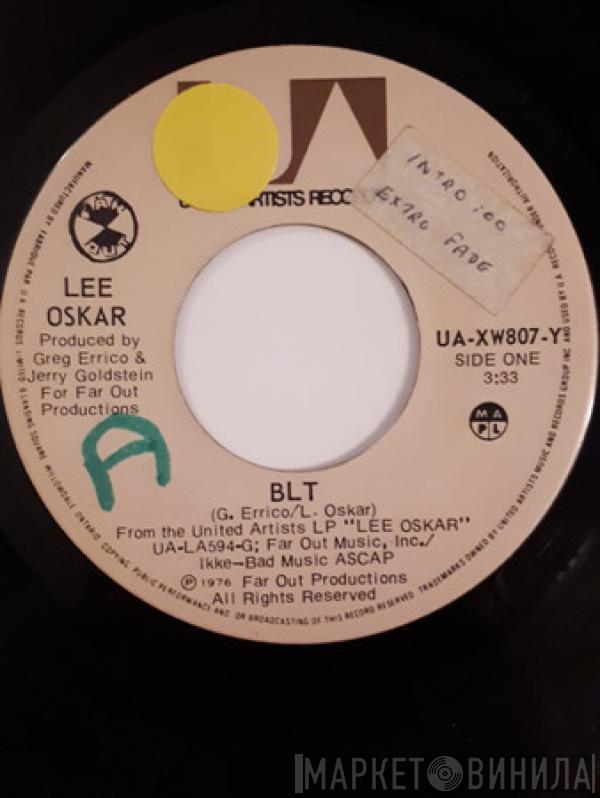 U ARTISTS RECO
INTRO :00
EXTRO FADE
LEE
OSKAR
Produced by
Greg Errico &
Jerry Goldstein
For Far Out
Productions
UA-XW807-Y
SIDE ONE
3:33
M A
P L
A
BLT
(G. Errico/L. Oskar)
From the United Artists LP "LEE OSKAR"
UA-LA594-G; Far Out Music, Inc./
Ikke-Bad Music ASCAP
℗ 1976 Far Out Productions
All Rights Reserved
МАРКЕТ ВИНИЛА